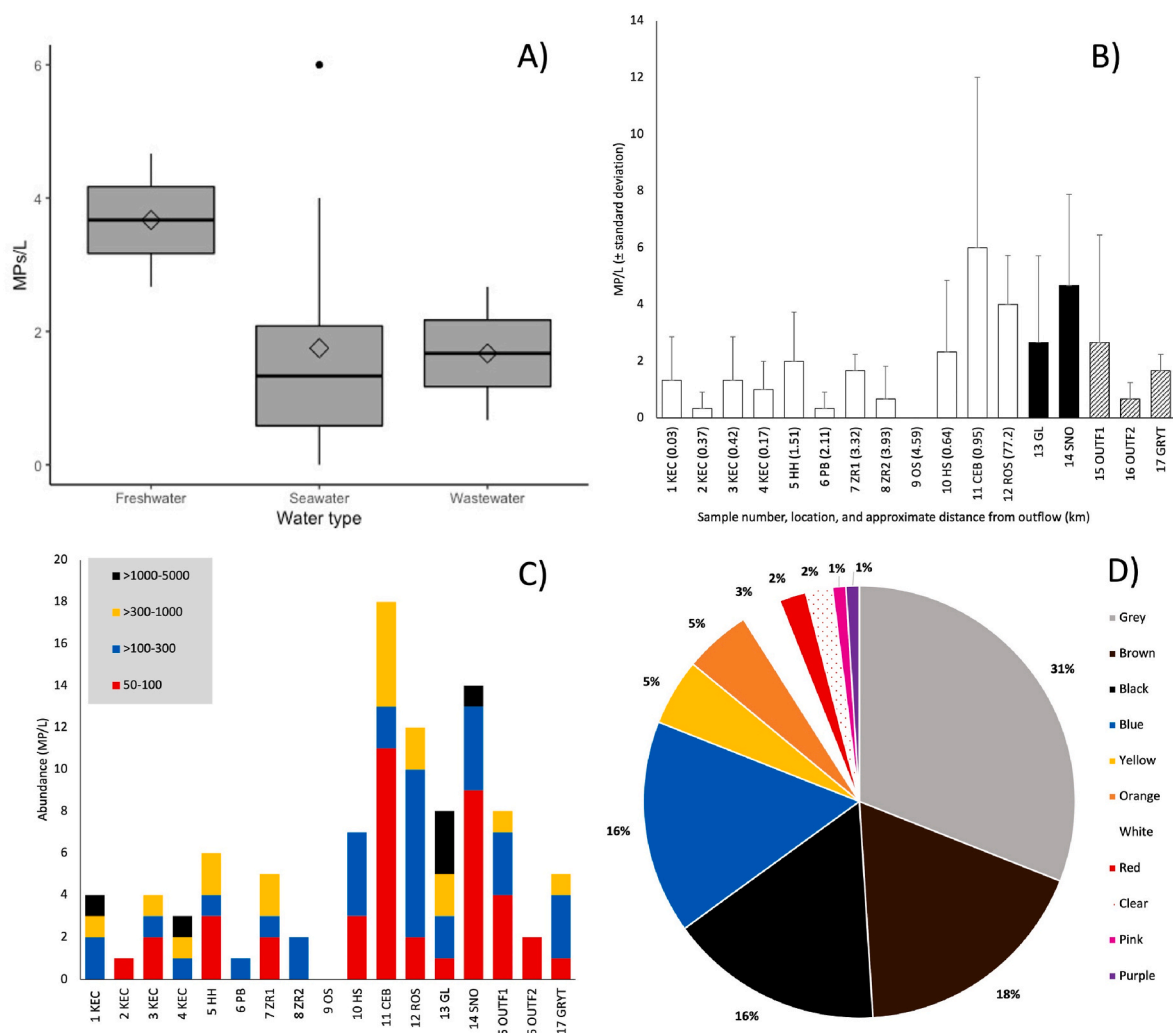 A)
6
4
2
0
MPs/L
Freshwater
Seawater
Wastewater
Water type
B)
14
12
10
8
6
4
2
0
MP/L (± standard deviation)
1 KEC (0.03)
2 KEC (0.37)
3 KEC (0.42)
4 KEC (0.17)
5 HH (1.51)
6 PB (2.11)
7 ZR1 (3.32)
8 ZR2 (3.93)
9 OS (4.59)
10 HS (0.64)
11 CEB (0.95)
12 ROS (77.2)
13 GL
14 SNO
15 OUTF1
16 OUTF2
17 GRYT
Sample number, location, and approximate distance from outflow (km)
C)
20
18
16
14
12
10
8
6
4
2
0
Abundance (MP/L)
>1000-5000
>300-1000
>100-300
50-100
1 KEC
2 KEC
3 KEC
4 KEC
5 HH
6 PB
7 ZR1
8 ZR2
9 OS
10 HS
11 CEB
12 ROS
13 GL
14 SNO
5 OUTF1
6 OUTF2
17 GRYT
D)
31%
18%
16%
16%
5%
5%
3%
2%
2%
1%
1%
Grey
Brown
Black
Blue
Yellow
Orange
White
Red
Clear
Pink
Purple